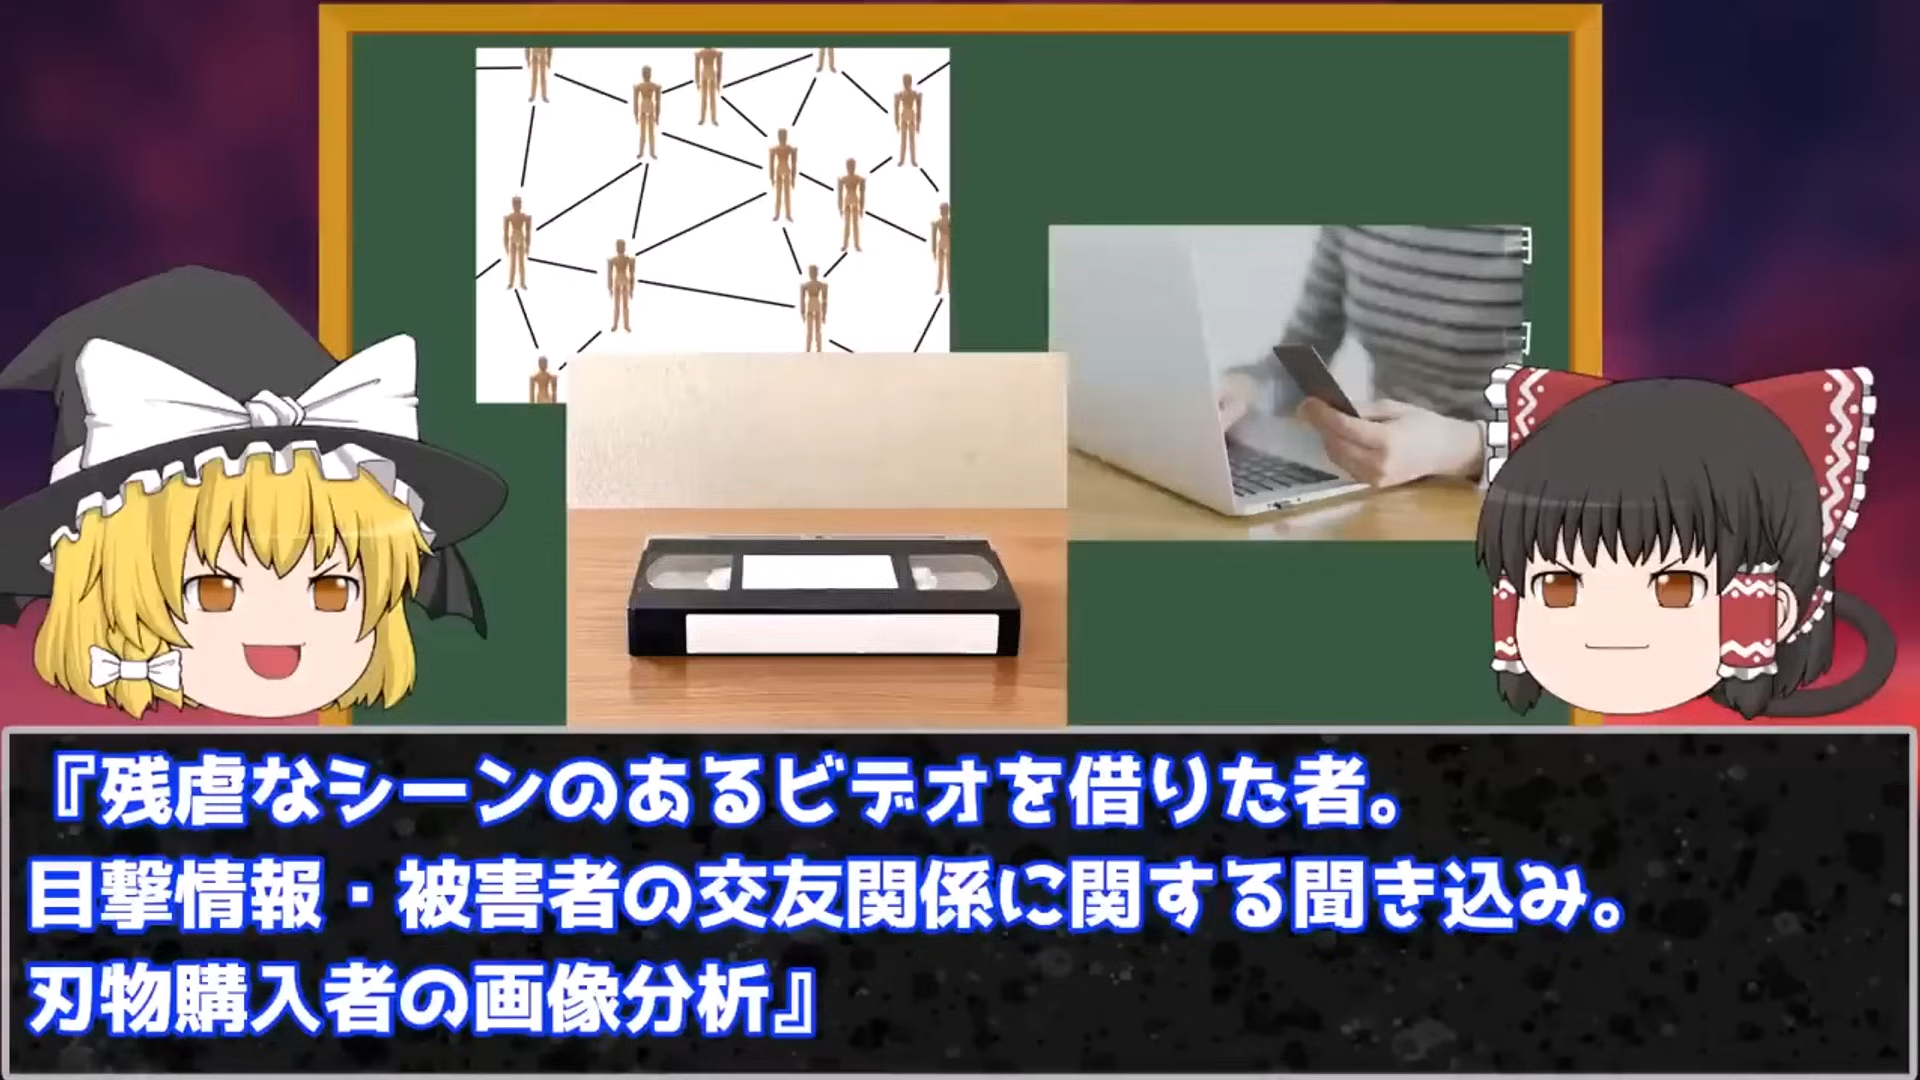 『残虐なシーンのあるビデオを借りた者。
目撃情報・被害者の交友関係に関する聞き込み。
刃物購入者の画像分析』